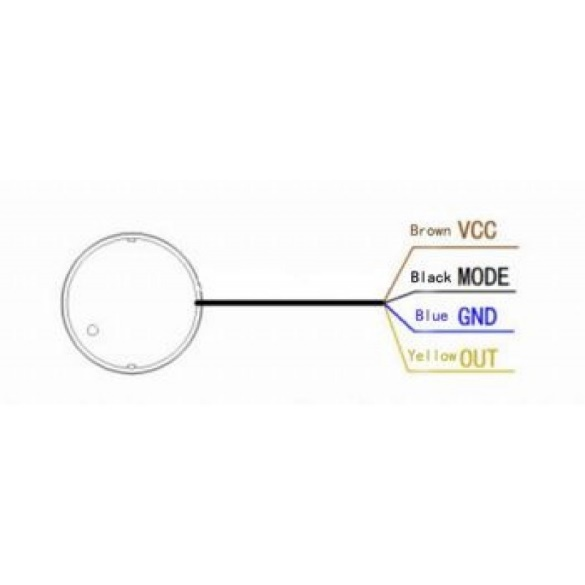 Brown VCC
Black MODE
Blue GND
Yellow OUT